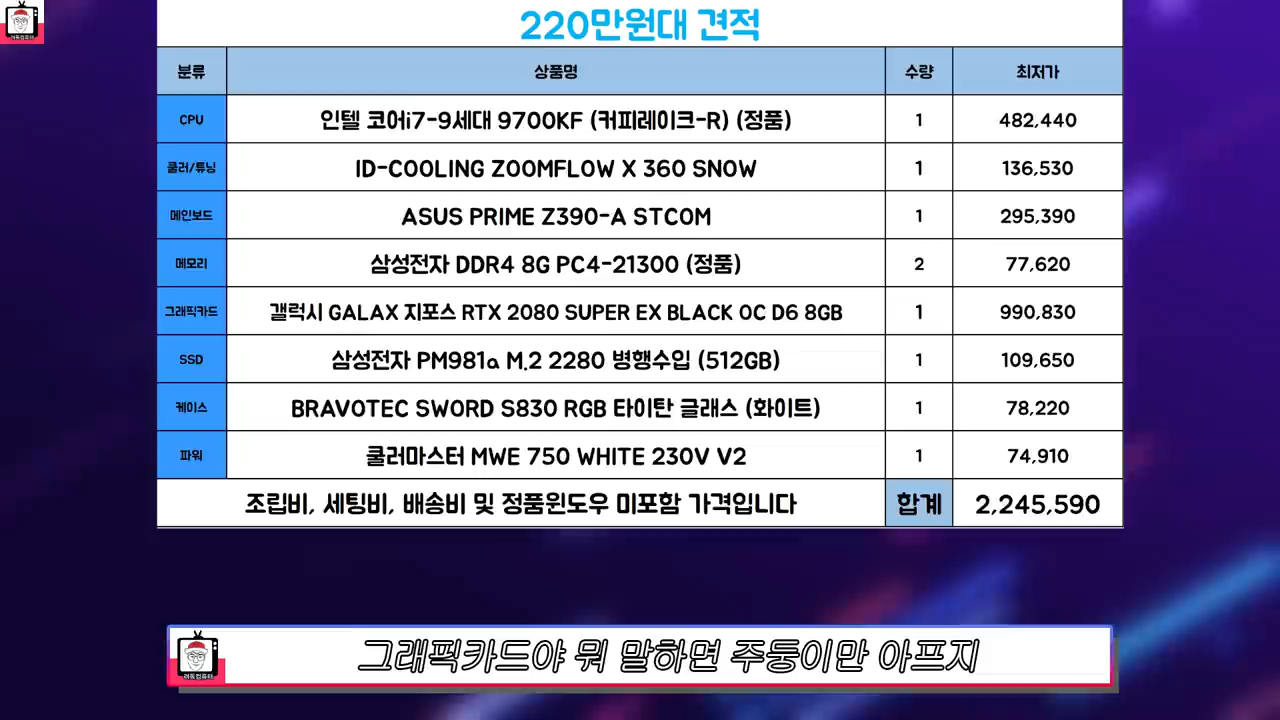 220만원대 견적
분류 상품명 수량 최저가
CPU 인텔 코어i7-9세대 9700KF (커피레이크-R) (정품) 1 482,440
쿨러/튜닝 ID-COOLING ZOOMFLOW X 360 SNOW 1 136,530
메인보드 ASUS PRIME Z390-A STCOM 1 295,390
메모리 삼성전자 DDR4 8G PC4-21300 (정품) 2 77,620
그래픽카드 갤럭시 GALAX 지포스 RTX 2080 SUPER EX BLACK OC D6 8GB 1 990,830
SSD 삼성전자 PM981a M.2 2280 병행수입 (512GB) 1 109,650
케이스 BRAVOTEC SWORD S830 RGB 타이탄 글래스 (화이트) 1 78,220
파워 쿨러마스터 MWE 750 WHITE 230V V2 1 74,910
조립비, 세팅비, 배송비 및 정품윈도우 미포함 가격입니다 합계 2,245,590
그래픽카드야 뭐 말하면 주둥이만 아프지